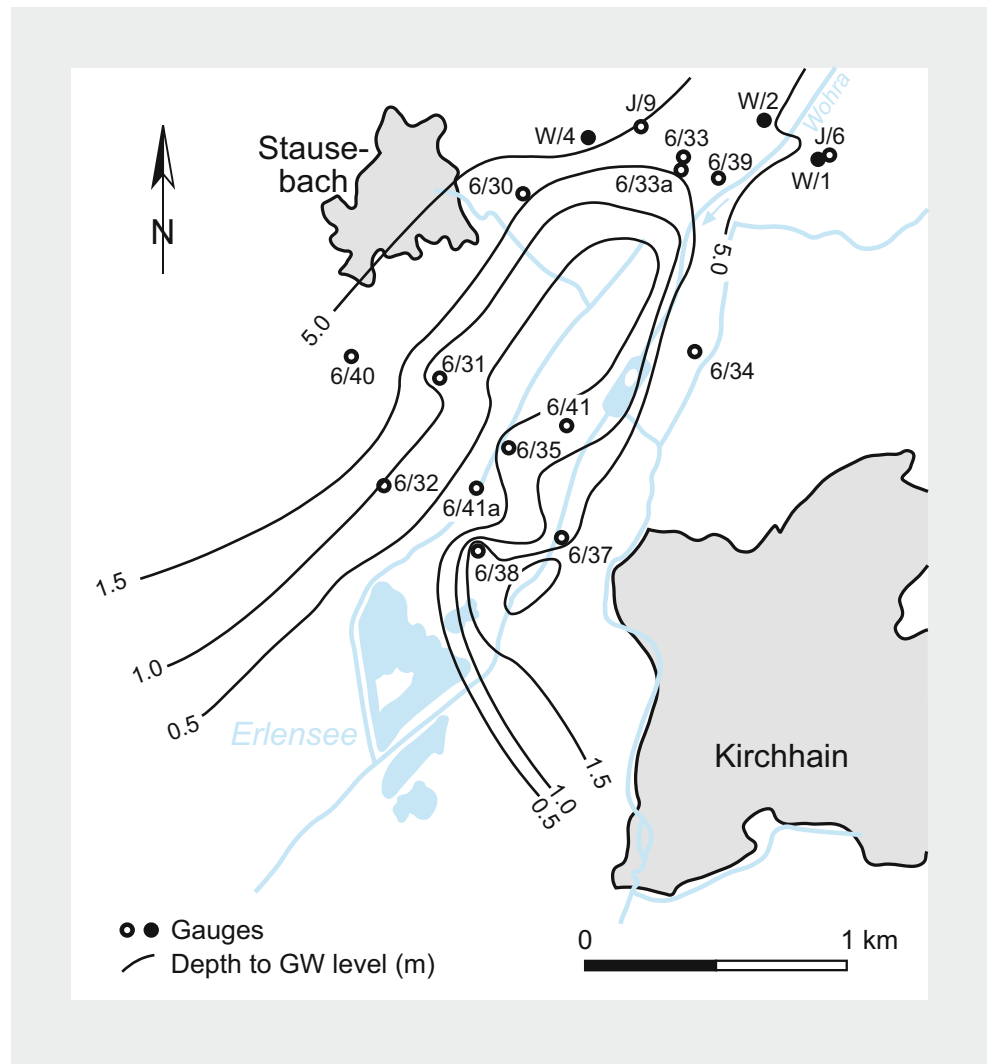 W/2
J/9
Wohra
W/4
J/6
6/33
Stause-
bach
6/39
W/1
6/33a
6/30
N
5.0
5.0
6/40
6/31
6/34
6/41
6/35
6/32
6/41a
6/37
6/38
1.5
1.0
0.5
Erlensee
Kirchhain
1.5
1.0
0.5
Gauges
0 1 km
Depth to GW level (m)